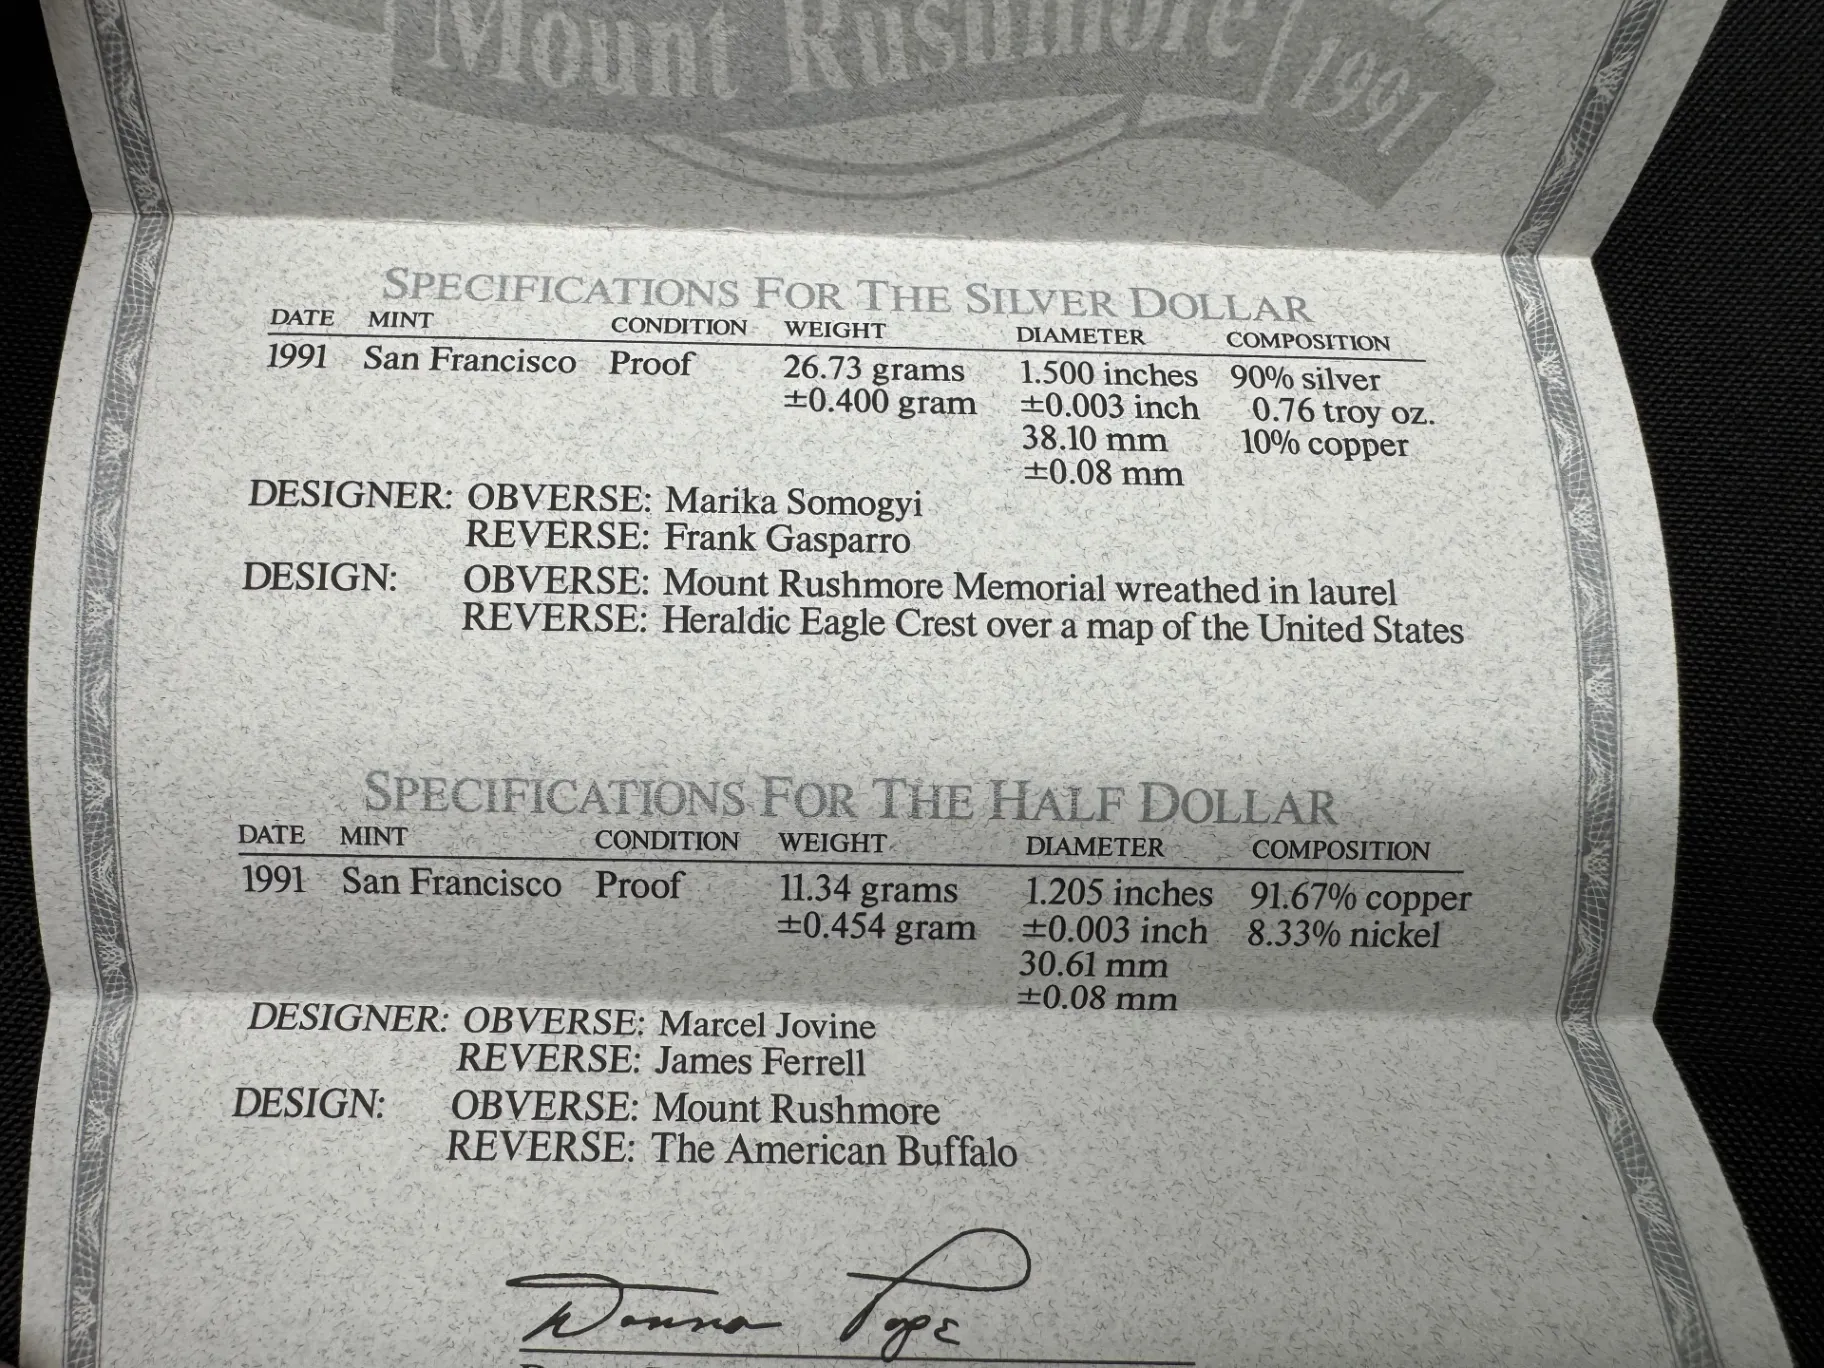 Mount Rushmore 1991
SPECIFICATIONS FOR THE SILVER DOLLAR
DATE MINT CONDITION WEIGHT DIAMETER COMPOSITION
1991 San Francisco Proof 26.73 grams 1.500 inches 90% silver
±0.400 gram ±0.003 inch 0.76 troy oz.
38.10 mm 10% copper
±0.08 mm
DESIGNER: OBVERSE: Marika Somogyi
REVERSE: Frank Gasparro
DESIGN: OBVERSE: Mount Rushmore Memorial wreathed in laurel
REVERSE: Heraldic Eagle Crest over a map of the United States
SPECIFICATIONS FOR THE HALF DOLLAR
DATE MINT CONDITION WEIGHT DIAMETER COMPOSITION
1991 San Francisco Proof 11.34 grams 1.205 inches 91.67% copper
±0.454 gram ±0.003 inch 8.33% nickel
30.61 mm
±0.08 mm
DESIGNER: OBVERSE: Marcel Jovine
REVERSE: James Ferrell
DESIGN: OBVERSE: Mount Rushmore
REVERSE: The American Buffalo
Donna Pope